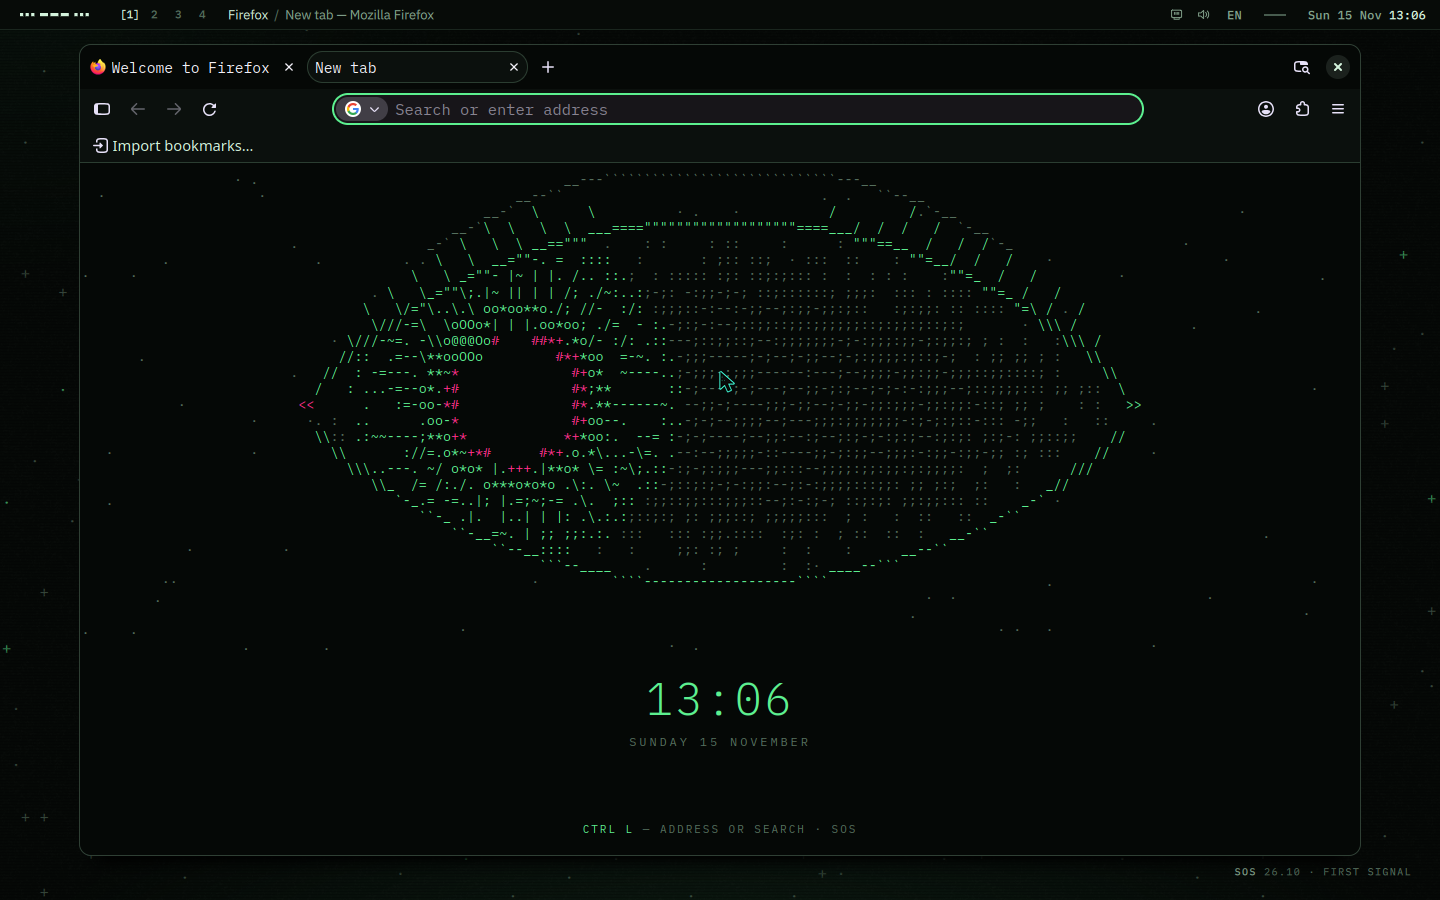 [1] 2 3 4 Firefox / New tab — Mozilla Firefox EN Sun 15 Nov 13:06
Welcome to Firefox New tab
Search or enter address
Import bookmarks...
13:06
SUNDAY 15 NOVEMBER
CTRL L — ADDRESS OR SEARCH · SOS
SOS 26.10 · FIRST SIGNAL